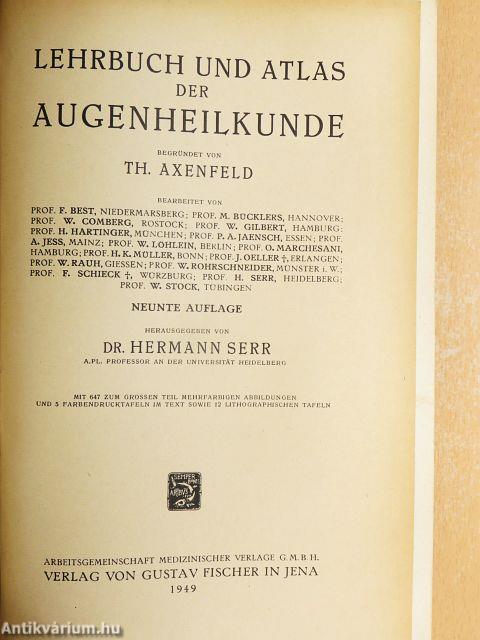 LEHRBUCH UND ATLAS
DER
AUGENHEILKUNDE
BEGRÜNDET VON
TH. AXENFELD
BEARBEITET VON
PROF. F. BEST, NIEDERMARSBERG; PROF. M. BÜCKLERS, HANNOVER;
PROF. W. COMBERG, ROSTOCK; PROF. W. GILBERT, HAMBURG;
PROF. H. HARTINGER, MÜNCHEN; PROF. P. A. JAENSCH, ESSEN; PROF.
A. JESS, MAINZ; PROF. W. LÖHLEIN, BERLIN; PROF. O. MARCHESANI,
HAMBURG; PROF. H. K. MÜLLER, BONN; PROF. J. OELLER †, ERLANGEN;
PROF. W. RAUH, GIESSEN; PROF. W. ROHRSCHNEIDER, MÜNSTER i. W.;
PROF. F. SCHIECK †, WÜRZBURG; PROF. H. SERR, HEIDELBERG;
PROF. W. STOCK, TÜBINGEN
NEUNTE AUFLAGE
HERAUSGEGEBEN VON
DR. HERMANN SERR
A.PL. PROFESSOR AN DER UNIVERSITÄT HEIDELBERG
MIT 647 ZUM GROSSEN TEIL MEHRFARBIGEN ABBILDUNGEN
UND 5 FARBENDRUCKTAFELN IM TEXT SOWIE 12 LITHOGRAPHISCHEN TAFELN
SEMPER
BONIS
ARTIBVS
ARBEITSGEMEINSCHAFT MEDIZINISCHER VERLAGE G.M.B.H.
VERLAG VON GUSTAV FISCHER IN JENA
1949
Antikvárium.hu